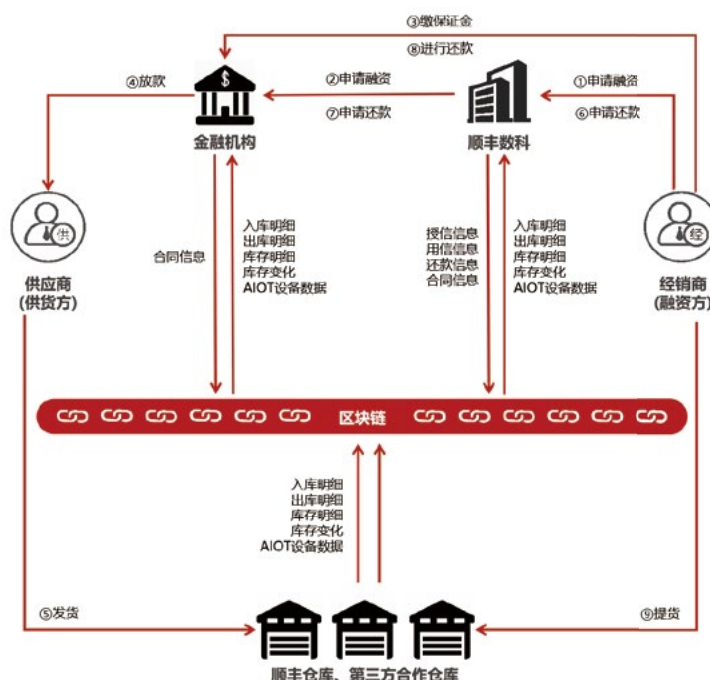 ③缴保证金
⑧进行还款
④放款
②申请融资
⑦申请还款
①申请融资
⑥申请还款
$
金融机构
顺丰数科
供
经
供应商
(供货方)
合同信息
入库明细
出库明细
库存明细
库存变化
AIOT设备数据
授信信息
用信信息
还款信息
合同信息
入库明细
出库明细
库存明细
库存变化
AIOT设备数据
经销商
(融资方)
区块链
入库明细
出库明细
库存明细
库存变化
AIOT设备数据
⑤发货
⑨提货
顺丰仓库、第三方合作仓库